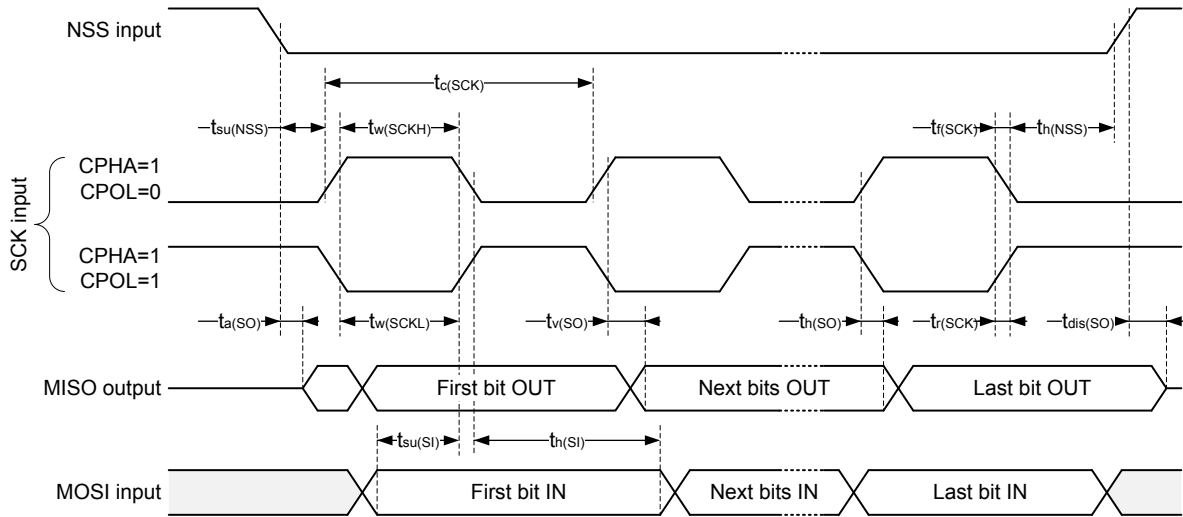 NSS input
tc(SCK)
tsu(NSS)
tw(SCKH)
tf(SCK)
th(NSS)
SCK input
CPHA=1
CPOL=0
CPHA=1
CPOL=1
ta(SO)
tw(SCKL)
tv(SO)
th(SO)
tr(SCK)
tdis(SO)
MISO output
First bit OUT
Next bits OUT
Last bit OUT
tsu(SI)
th(SI)
MOSI input
First bit IN
Next bits IN
Last bit IN